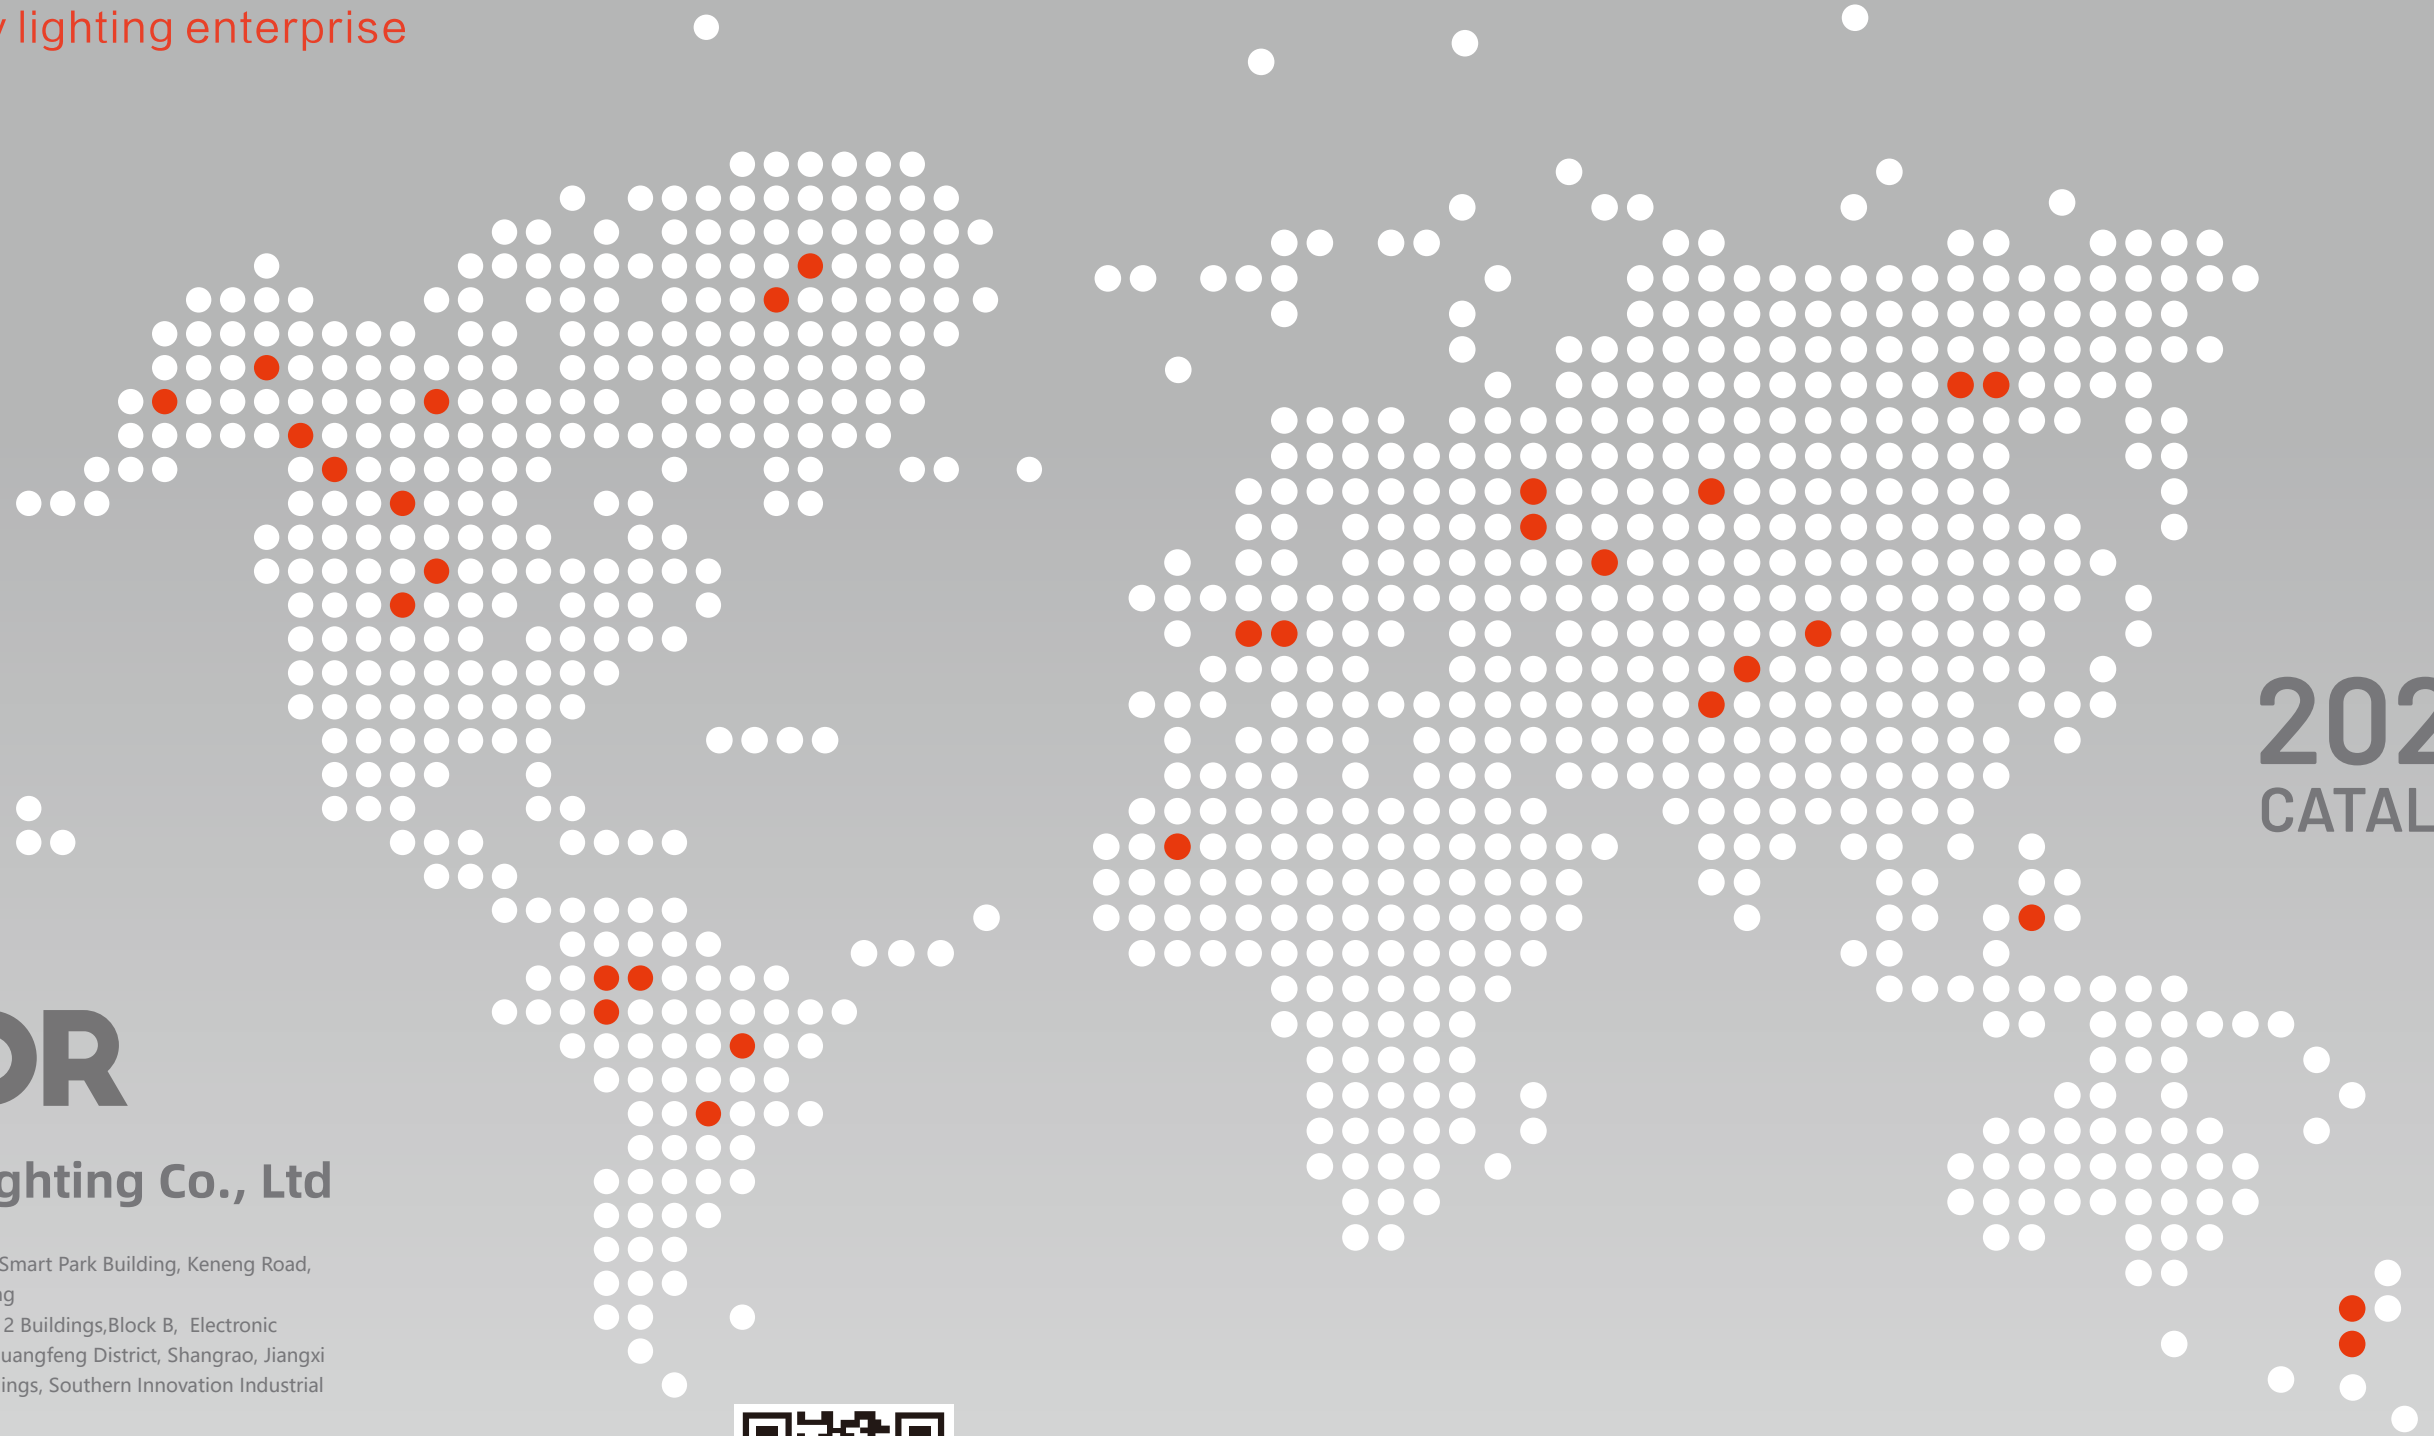 lighting enterprise
202
CATAL
OR
ghting Co., Ltd
Smart Park Building, Keneng Road,
ng
2 Buildings,Block B, Electronic
uangfeng District, Shangrao, Jiangxi
ings, Southern Innovation Industrial